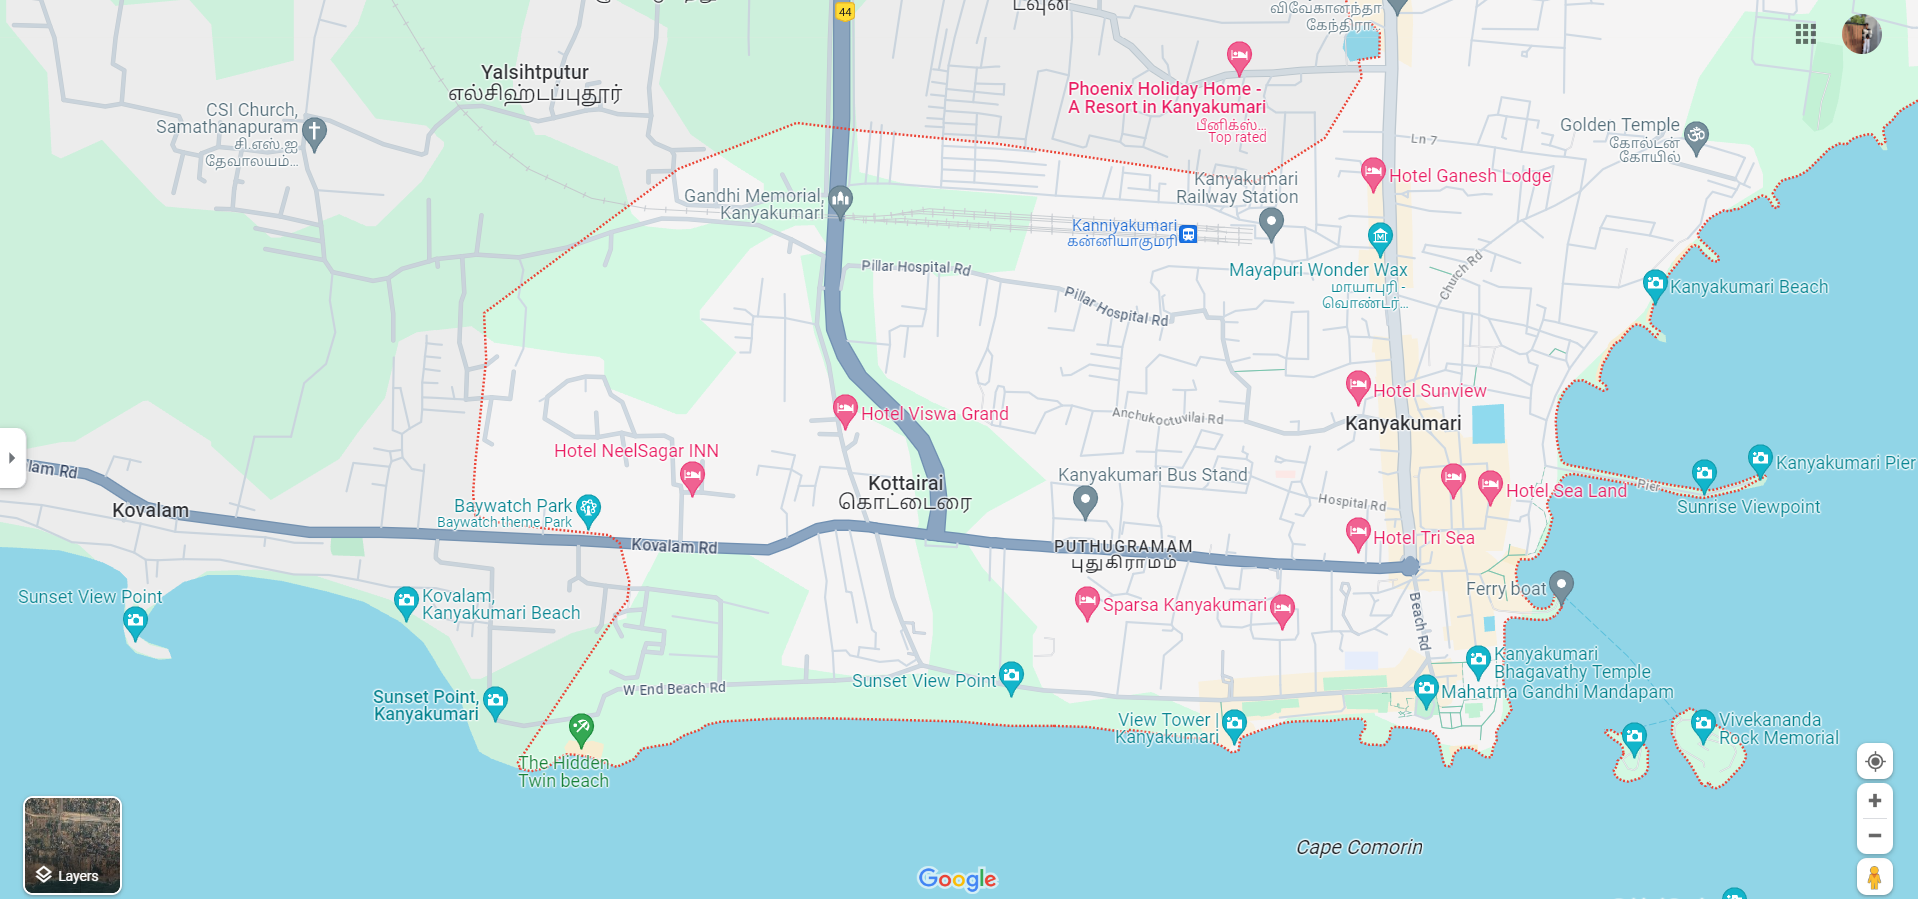 44
டவுன்
விவேகானந்தா
கேந்திரா...
Yalsihtputur
எல்சிஹ்டப்புதூர்
Phoenix Holiday Home -
A Resort in Kanyakumari
பீனிக்ஸ்...
Top rated
CSI Church,
Samathanapuram
சி.எஸ்.ஐ
தேவாலயம்...
Ln 7
Golden Temple
கோல்டன்
கோயில்
Hotel Ganesh Lodge
Kanyakumari
Railway Station
Gandhi Memorial,
Kanyakumari
Kanniyakumari
கன்னியாகுமரி
Pillar Hospital Rd
Mayapuri Wonder Wax
மாயாபுரி -
வொண்டர்...
Church Rd
Kanyakumari Beach
Pillar Hospital Rd
Hotel Sunview
Hotel Viswa Grand
Anchukoctuvilai Rd
Kanyakumari
Hotel NeelSagar INN
Kanyakumari Pier
lam Rd
Kottairai
கொட்டைரை
Kanyakumari Bus Stand
Pier
Hotel Sea Land
Hospital Rd
Sunrise Viewpoint
Kovalam
Baywatch Park
Baywatch theme Park
Kovalam Rd
PUTHUGRAMAM
புதுகிராமம்
Hotel Tri Sea
Ferry boat
Sunset View Point
Kovalam,
Kanyakumari Beach
Sparsa Kanyakumari
Beach Rd
Kanyakumari
Bhagavathy Temple
Sunset View Point
W End Beach Rd
Mahatma Gandhi Mandapam
Sunset Point,
Kanyakumari
View Tower |
Kanyakumari
Vivekananda
Rock Memorial
The Hidden
Twin beach
Cape Comorin
Layers
Google